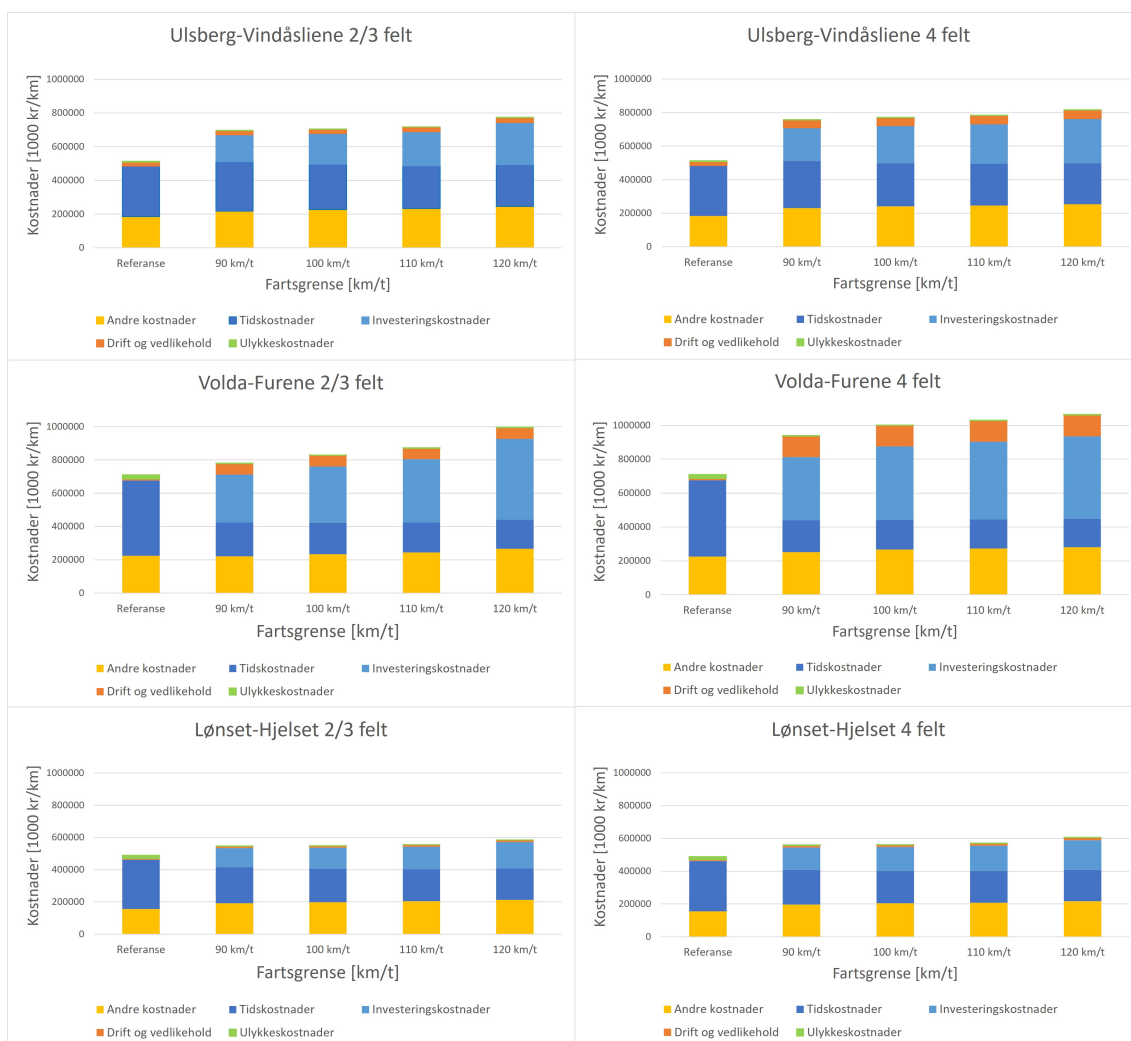 Ulsberg-Vindåsliene 2/3 felt
Kostnader [1000 kr/km]
1000000
800000
600000
400000
200000
0
Referanse 90 km/t 100 km/t 110 km/t 120 km/t
Fartsgrense [km/t]
Andre kostnader Tidskostnader Investeringskostnader
Drift og vedlikehold Ulykkeskostnader
Ulsberg-Vindåsliene 4 felt
Kostnader [1000 kr/km]
1000000
800000
600000
400000
200000
0
Referanse 90 km/t 100 km/t 110 km/t 120 km/t
Fartsgrense [km/t]
Andre kostnader Tidskostnader Investeringskostnader
Drift og vedlikehold Ulykkeskostnader
Volda-Furene 2/3 felt
Kostnader [1000 kr/km]
1000000
800000
600000
400000
200000
0
Referanse 90 km/t 100 km/t 110 km/t 120 km/t
Fartsgrense [km/t]
Andre kostnader Tidskostnader Investeringskostnader
Drift og vedlikehold Ulykkeskostnader
Volda-Furene 4 felt
Kostnader [1000 kr/km]
1000000
800000
600000
400000
200000
0
Referanse 90 km/t 100 km/t 110 km/t 120 km/t
Fartsgrense [km/t]
Andre kostnader Tidskostnader Investeringskostnader
Drift og vedlikehold Ulykkeskostnader
Lønset-Hjelset 2/3 felt
Kostnader [1000 kr/km]
1000000
800000
600000
400000
200000
0
Referanse 90 km/t 100 km/t 110 km/t 120 km/t
Fartsgrense [km/t]
Andre kostnader Tidskostnader Investeringskostnader
Drift og vedlikehold Ulykkeskostnader
Lønset-Hjelset 4 felt
Kostnader [1000 kr/km]
1000000
800000
600000
400000
200000
0
Referanse 90 km/t 100 km/t 110 km/t 120 km/t
Fartsgrense [km/t]
Andre kostnader Tidskostnader Investeringskostnader
Drift og vedlikehold Ulykkeskostnader